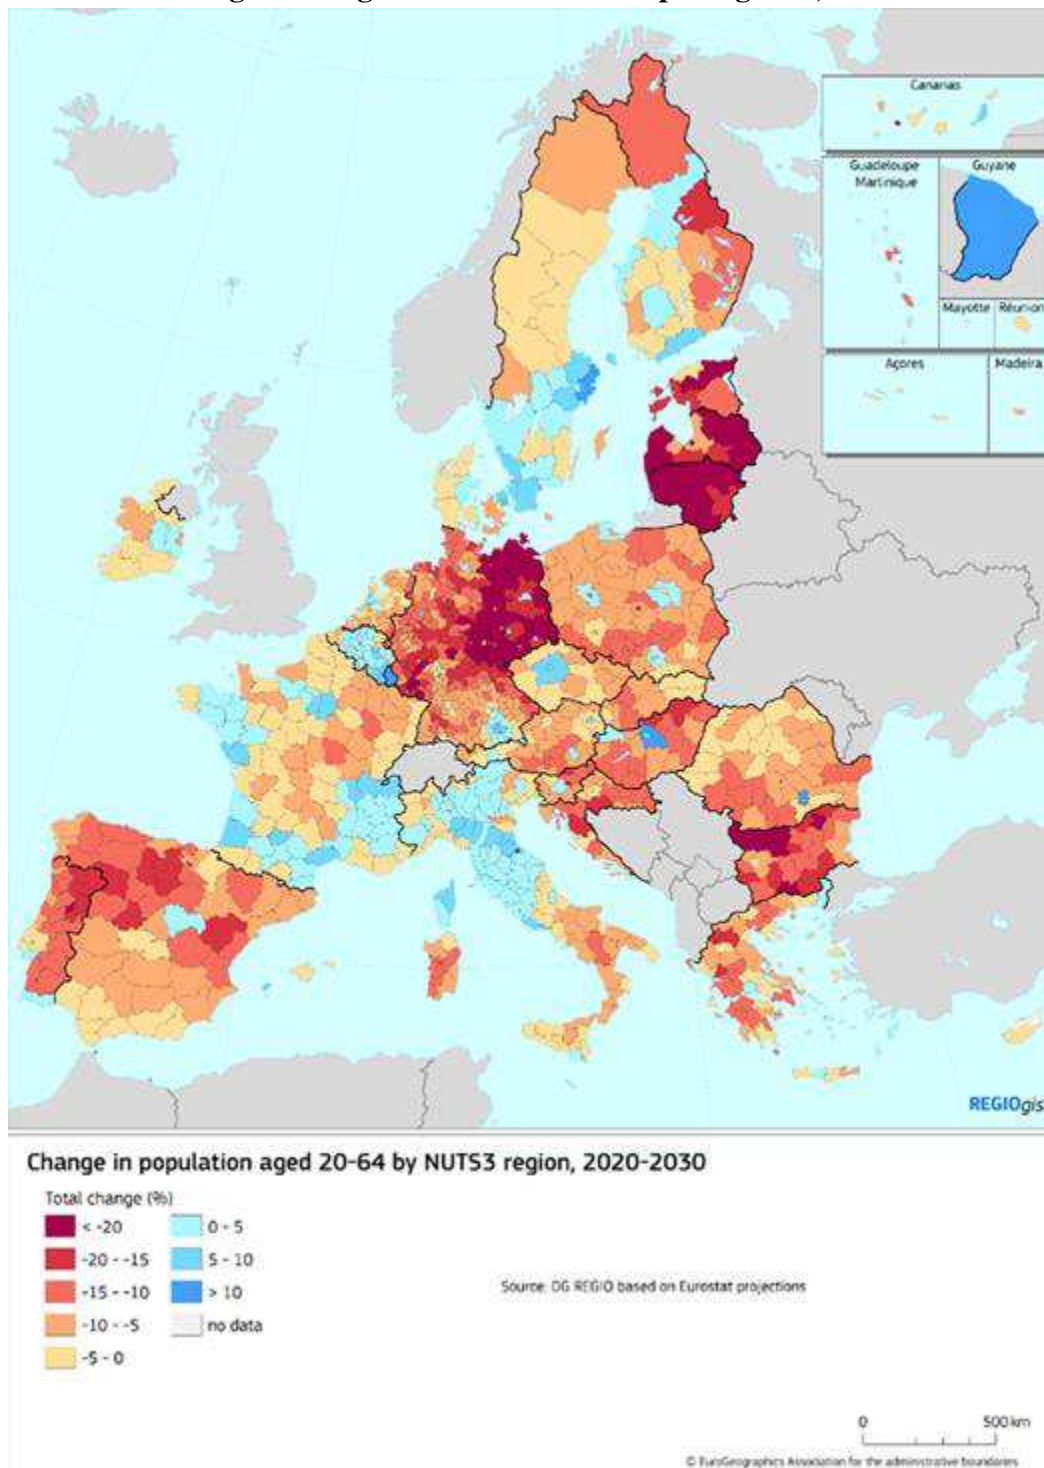 Canarias
Guadeloupe
Martinique
Guyane
Mayotte
Réunion
Açores
Madeira
REGIOgis
Change in population aged 20-64 by NUTS3 region, 2020-2030
Total change (%)
< -20
-20 - -15
-15 - -10
-10 - -5
-5 - 0
0 - 5
5 - 10
> 10
no data
Source: DG REGIO based on Eurostat projections
0 500 km
© EuroGeographics Association for the administrative boundaries